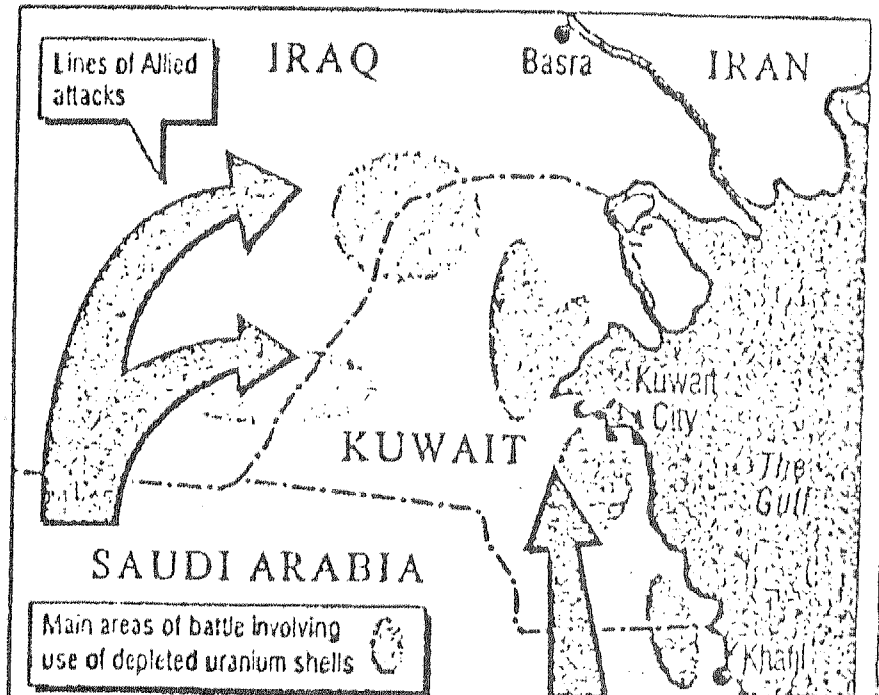 Lines of Allied
attacks
IRAQ
Basra
IRAN
Kuwait
City
KUWAIT
The
Gulf
SAUDI ARABIA
Main areas of battle involving
use of depleted uranium shells
Khafji